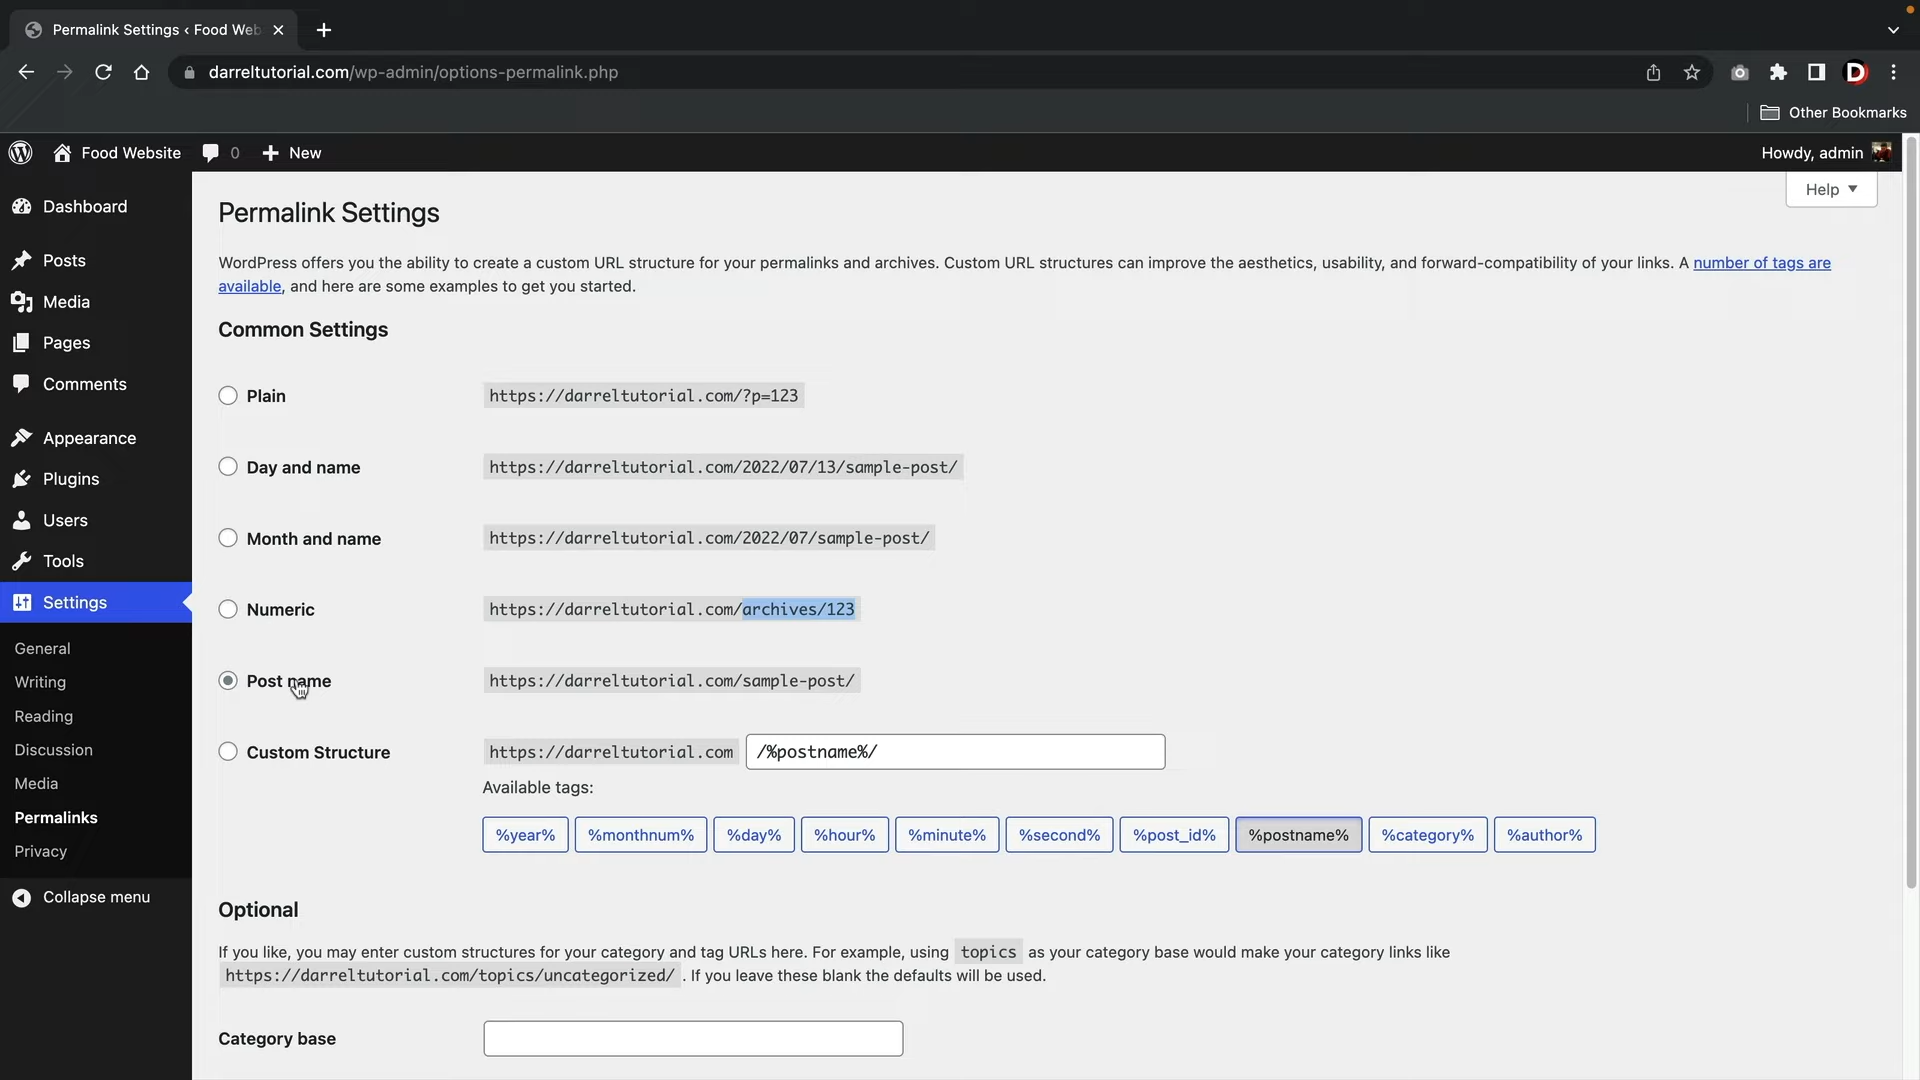 Permalink Settings ‹ Food Web
darreltutorial.com/wp-admin/options-permalink.php
Other Bookmarks
Food Website 0 New Howdy, admin
Help
Dashboard
Posts
Media
Pages
Comments
Appearance
Plugins
Users
Tools
Settings
General
Writing
Reading
Discussion
Media
Permalinks
Privacy
Collapse menu
Permalink Settings
WordPress offers you the ability to create a custom URL structure for your permalinks and archives. Custom URL structures can improve the aesthetics, usability, and forward-compatibility of your links. A number of tags are
available, and here are some examples to get you started.
Common Settings
Plain https://darreltutorial.com/?p=123
Day and name https://darreltutorial.com/2022/07/13/sample-post/
Month and name https://darreltutorial.com/2022/07/sample-post/
Numeric https://darreltutorial.com/archives/123
Post name https://darreltutorial.com/sample-post/
Custom Structure https://darreltutorial.com /%postname%/
Available tags:
%year% %monthnum% %day% %hour% %minute% %second% %post_id% %postname% %category% %author%
Optional
If you like, you may enter custom structures for your category and tag URLs here. For example, using topics as your category base would make your category links like
https://darreltutorial.com/topics/uncategorized/ . If you leave these blank the defaults will be used.
Category base